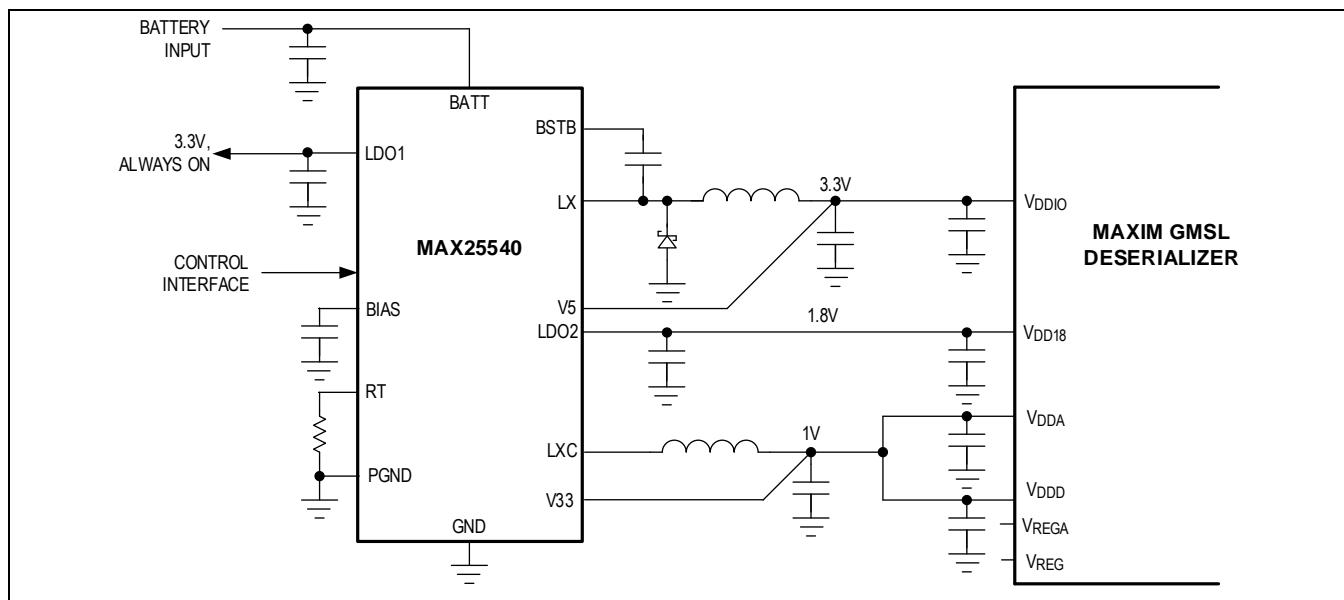 BATTERY
INPUT
BATT
BSTB
3.3V,
ALWAYS ON
LDO1
LX
3.3V
VDDIO
MAX25540
MAXIM GMSL
DESERIALIZER
CONTROL
INTERFACE
BIAS
V5
LDO2
1.8V
VDD18
RT
VDDA
LXC
1V
PGND
V33
VDDD
GND
VREGA
VREG